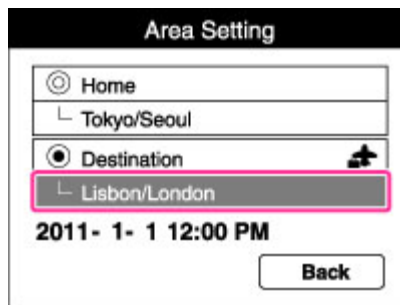 Area Setting
Home
Tokyo/Seoul
Destination
Lisbon/London
2011- 1- 1 12:00 PM
Back